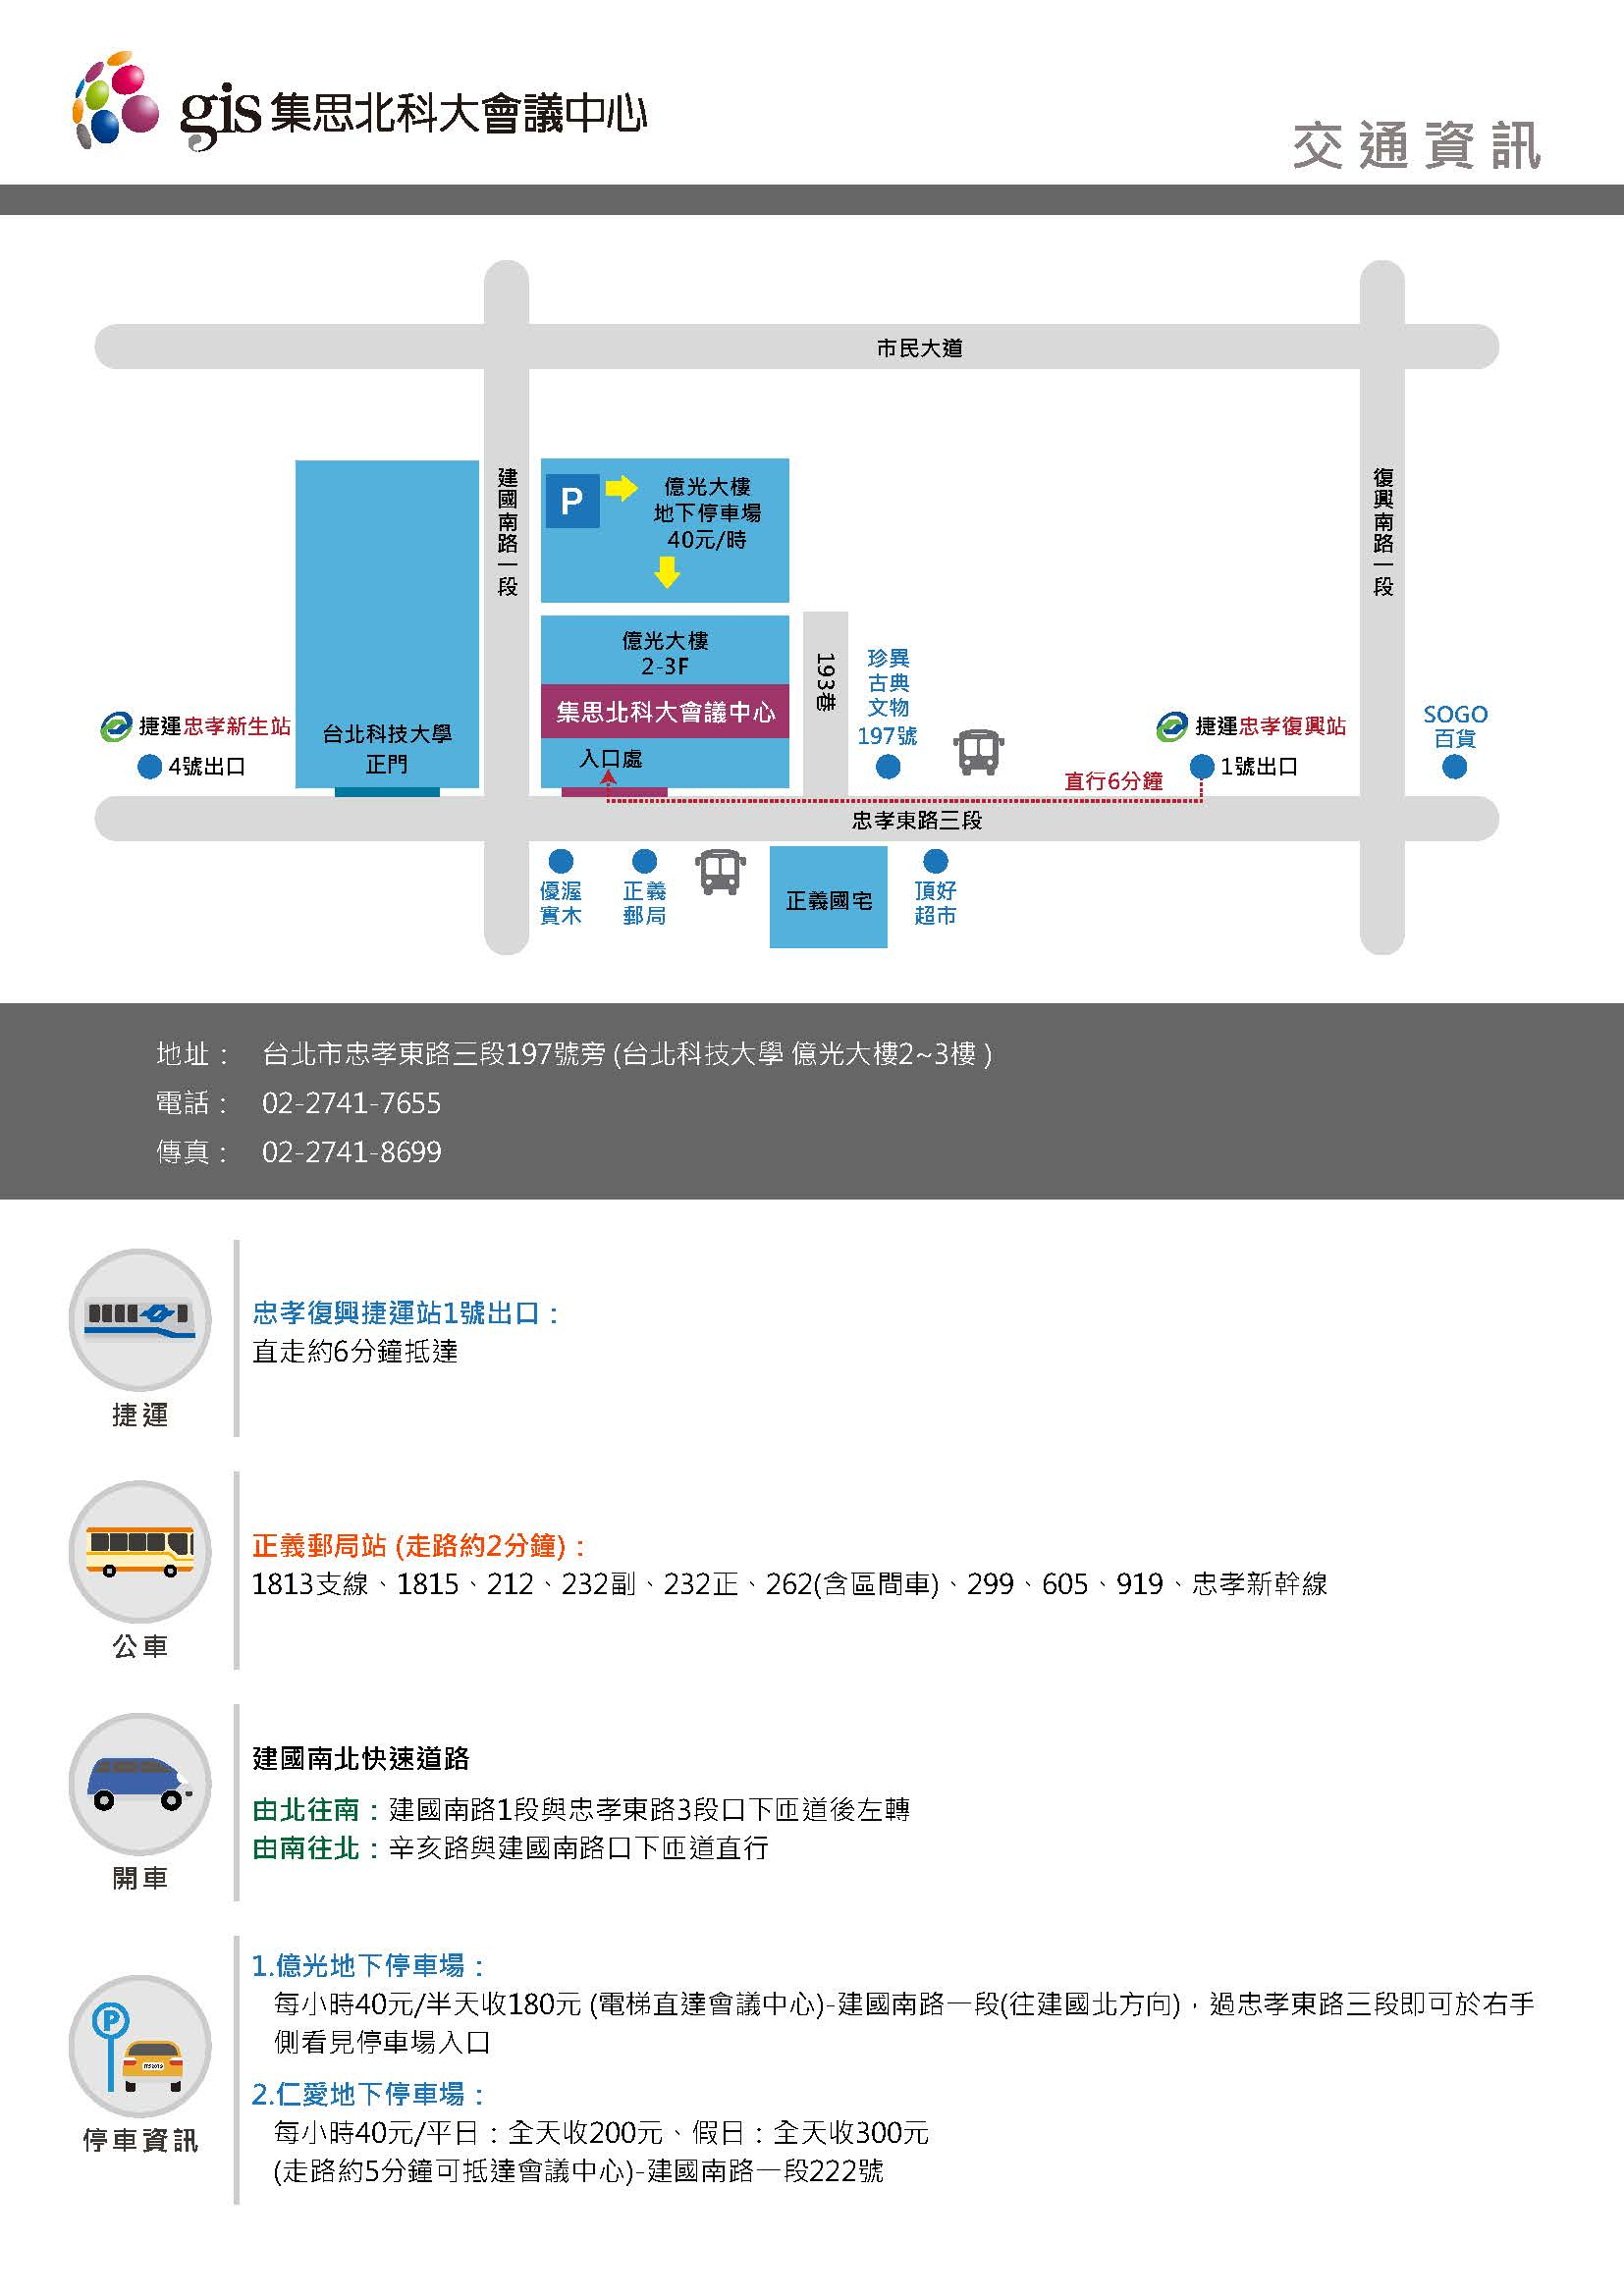 gis 集思北科大會議中心
交通資訊
市民大道
建國南路一段
復興南路一段
P
億光大樓
地下停車場
40元/時
億光大樓
2-3F
集思北科大會議中心
入口處
193巷
珍異
古典
文物
197號
捷運忠孝新生站
4號出口
台北科技大學
正門
捷運忠孝復興站
1號出口
直行6分鐘
SOGO
百貨
忠孝東路三段
優渥
實木
正義
郵局
正義國宅
頂好
超市
地址： 台北市忠孝東路三段197號旁 (台北科技大學 億光大樓2~3樓 )
電話： 02-2741-7655
傳真： 02-2741-8699
捷運
忠孝復興捷運站1號出口：
直走約6分鐘抵達
公車
正義郵局站 (走路約2分鐘)：
1813支線、1815、212、232副、232正、262(含區間車)、299、605、919、忠孝新幹線
開車
建國南北快速道路
由北往南：建國南路1段與忠孝東路3段口下匝道後左轉
由南往北：辛亥路與建國南路口下匝道直行
停車資訊
P
1.億光地下停車場：
每小時40元/半天收180元 (電梯直達會議中心)-建國南路一段(往建國北方向)，過忠孝東路三段即可於右手
側看見停車場入口
2.仁愛地下停車場：
每小時40元/平日：全天收200元、假日：全天收300元
(走路約5分鐘可抵達會議中心)-建國南路一段222號